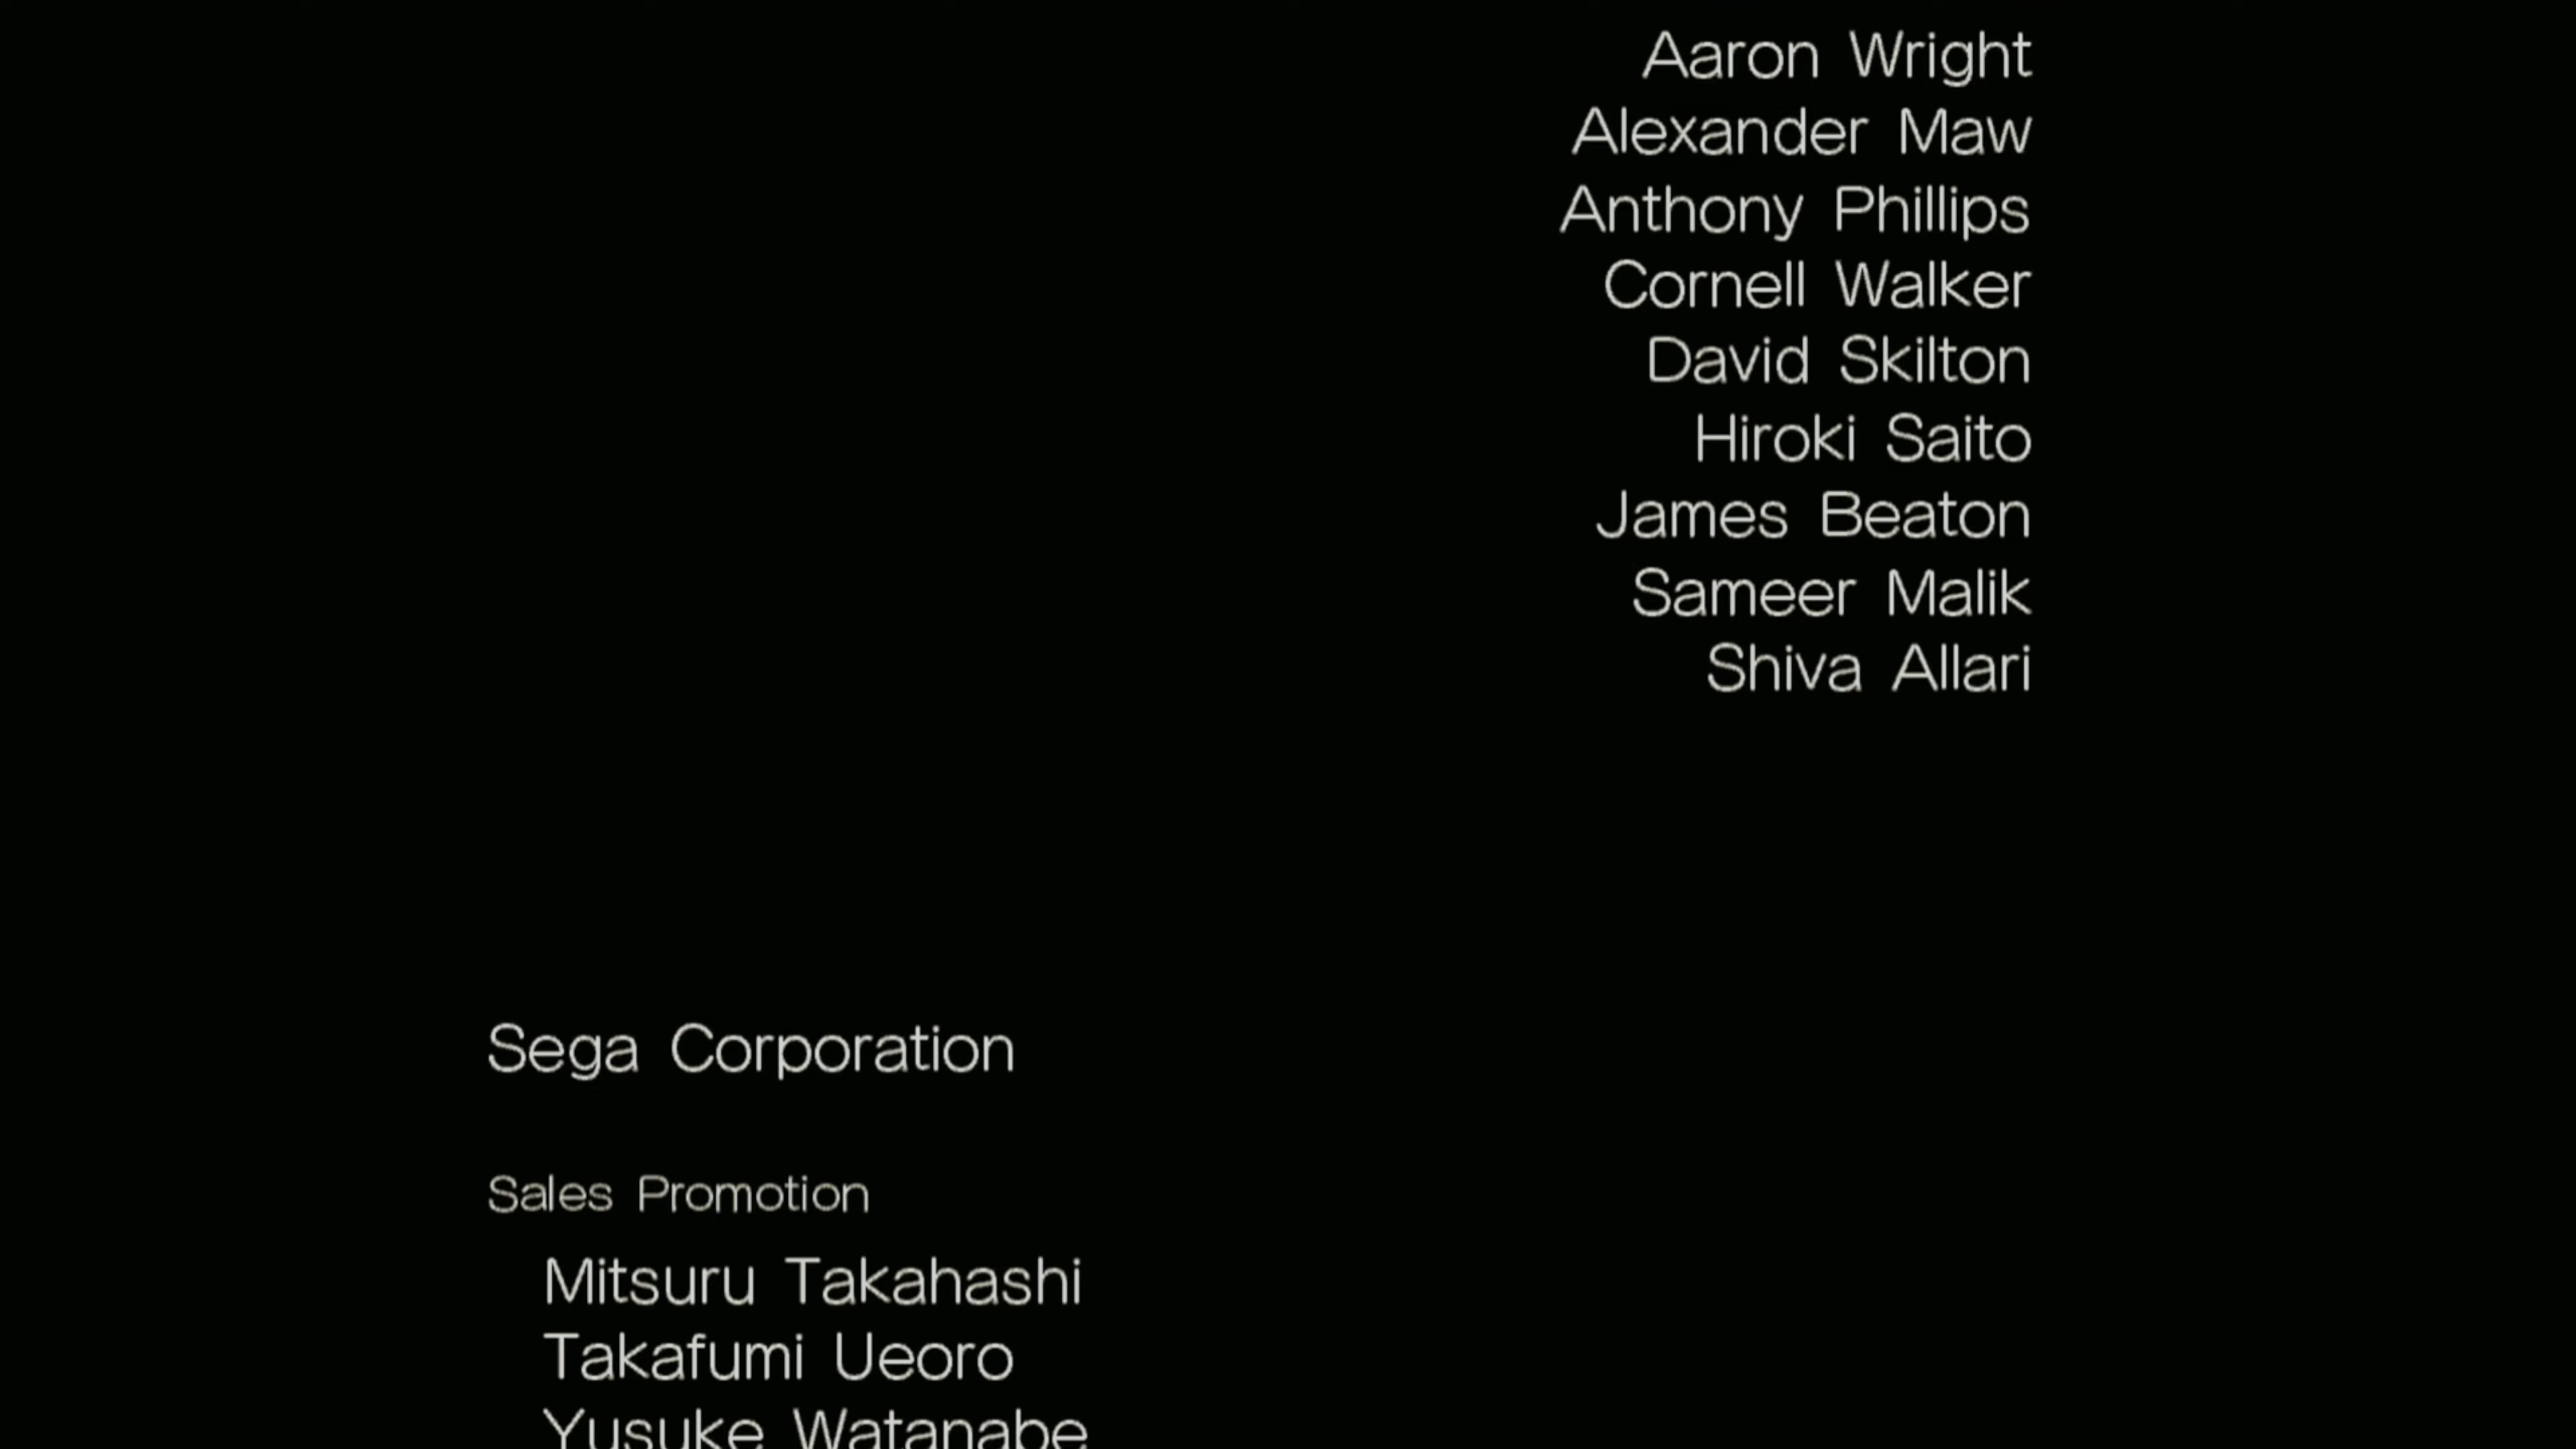 Aaron Wright
Alexander Maw
Anthony Phillips
Cornell Walker
David Skilton
Hiroki Saito
James Beaton
Sameer Malik
Shiva Allari
Sega Corporation
Sales Promotion
Mitsuru Takahashi
Takafumi Ueoro
Yusuke Watanabe